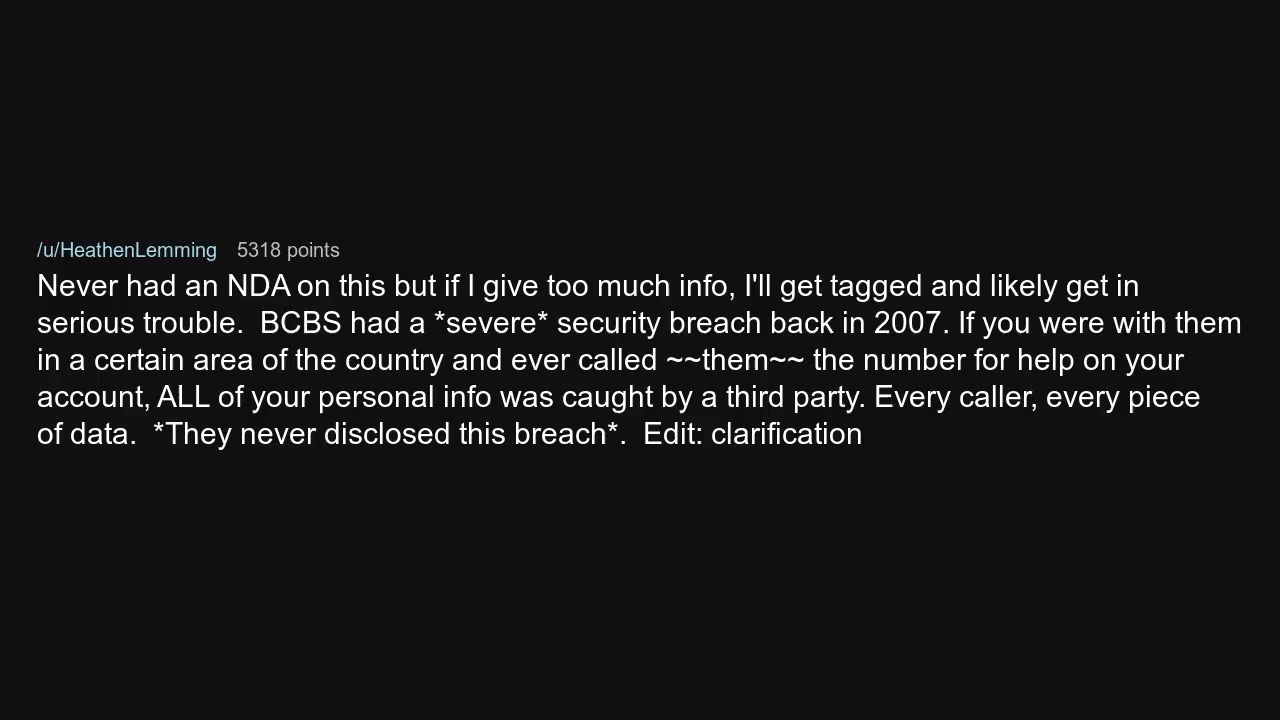 /u/HeathenLemming 5318 points
Never had an NDA on this but if I give too much info, I'll get tagged and likely get in
serious trouble.  BCBS had a *severe* security breach back in 2007. If you were with them
in a certain area of the country and ever called ~~them~~ the number for help on your
account, ALL of your personal info was caught by a third party. Every caller, every piece
of data.  *They never disclosed this breach*.  Edit: clarification